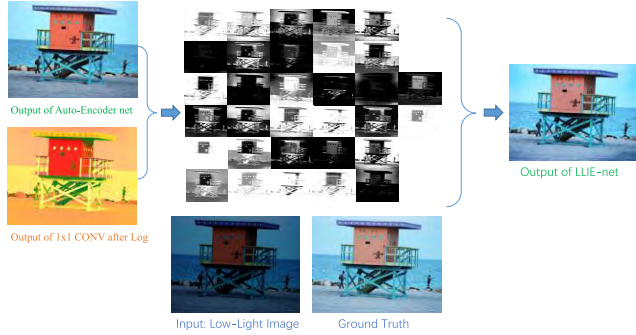 Output of Auto-Encoder net
Output of 1x1 CONV after Log
Output of LLIE-net
Input: Low-Light Image
Ground Truth